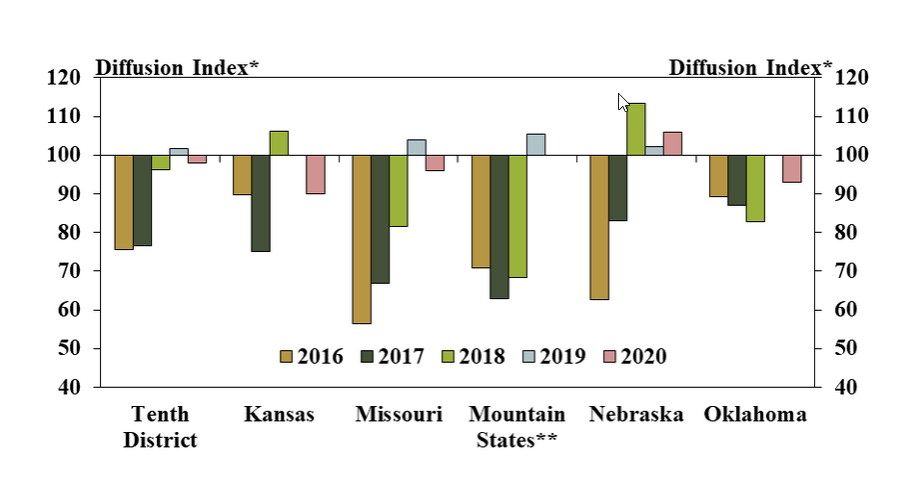 Diffusion Index* Diffusion Index*
120 120
110 110
100 100
90 90
80 80
70 70
60 60
50 50
40 40
2016 2017 2018 2019 2020
Tenth Kansas Missouri Mountain Nebraska Oklahoma
District States**